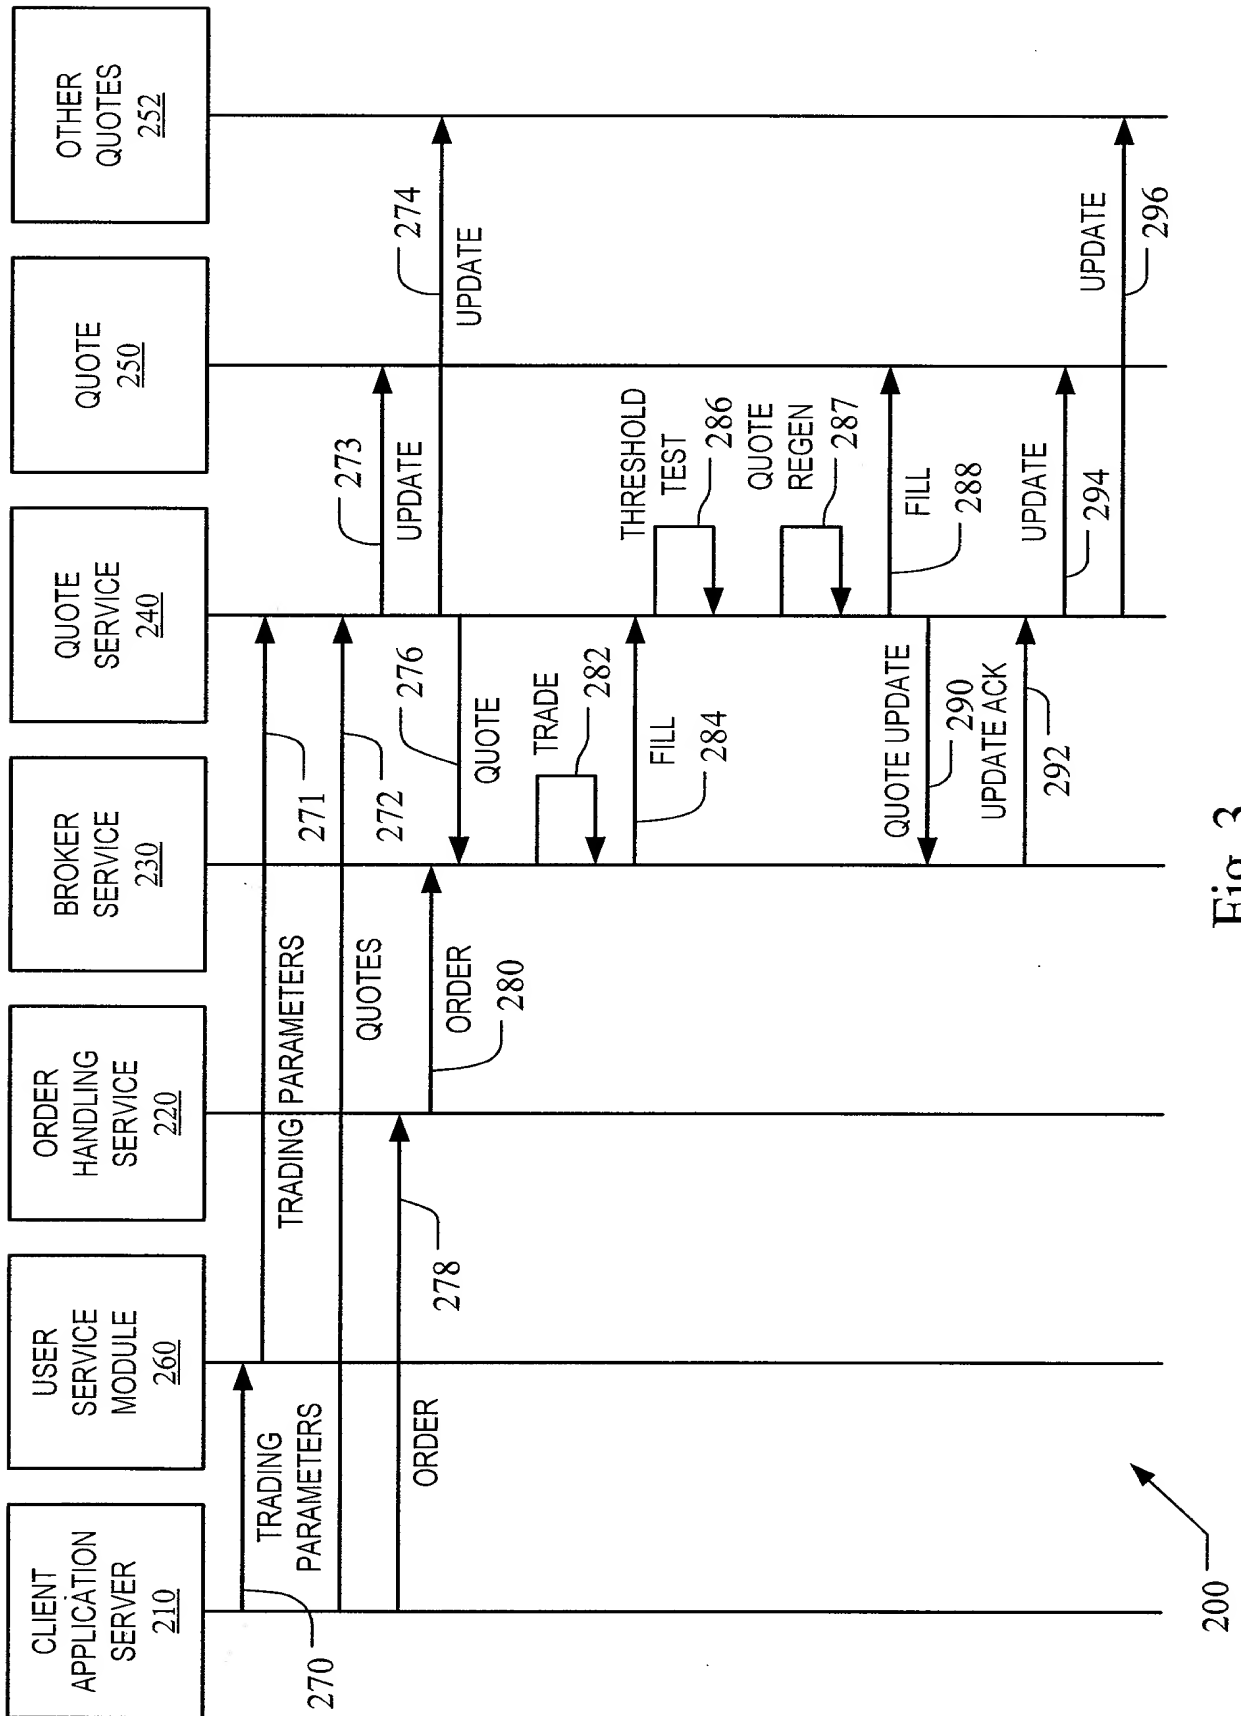 CLIENT
APPLICATION
SERVER
210
USER
SERVICE
MODULE
260
ORDER
HANDLING
SERVICE
220
BROKER
SERVICE
230
QUOTE
SERVICE
240
QUOTE
250
OTHER
QUOTES
252
TRADING
PARAMETERS
270
TRADING PARAMETERS
271
QUOTES
272
273
UPDATE
274
UPDATE
ORDER
278
ORDER
280
276
QUOTE
TRADE
282
FILL
284
THRESHOLD
TEST
286
QUOTE
REGEN
287
FILL
288
QUOTE UPDATE
290
UPDATE ACK
292
UPDATE
294
UPDATE
296
200
Fig. 3